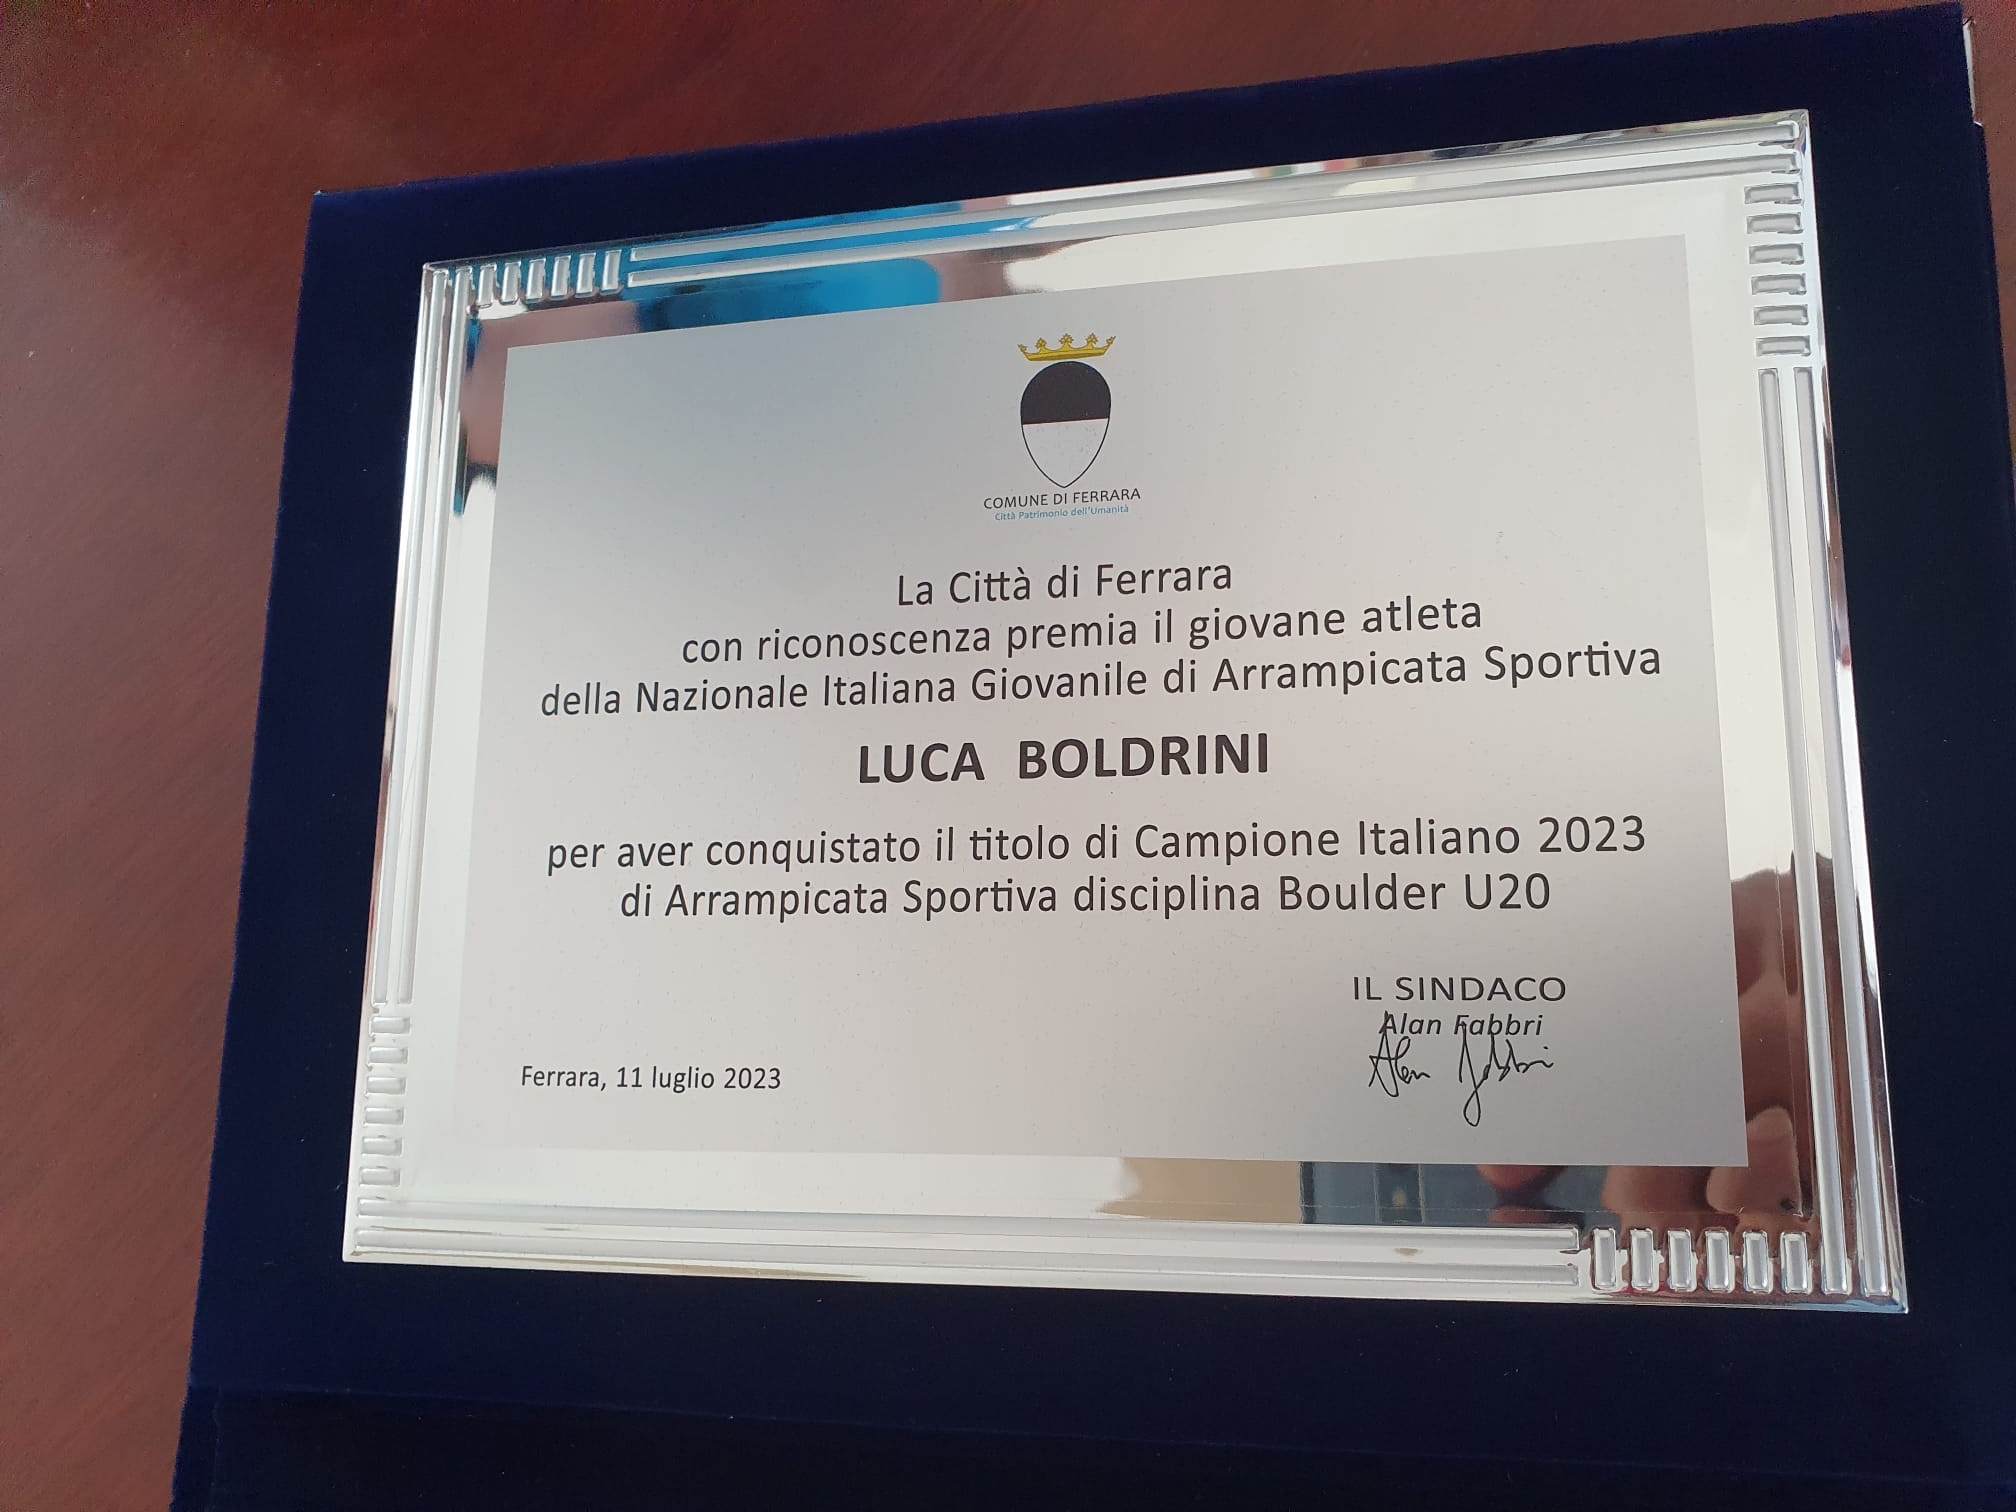 COMUNE DI FERRARA
Città Patrimonio dell'Umanità
La Città di Ferrara
con riconoscenza premia il giovane atleta
della Nazionale Italiana Giovanile di Arrampicata Sportiva
LUCA BOLDRINI
per aver conquistato il titolo di Campione Italiano 2023
di Arrampicata Sportiva disciplina Boulder U20
IL SINDACO
Alan Fabbri
Alan Fabbri
Ferrara, 11 luglio 2023